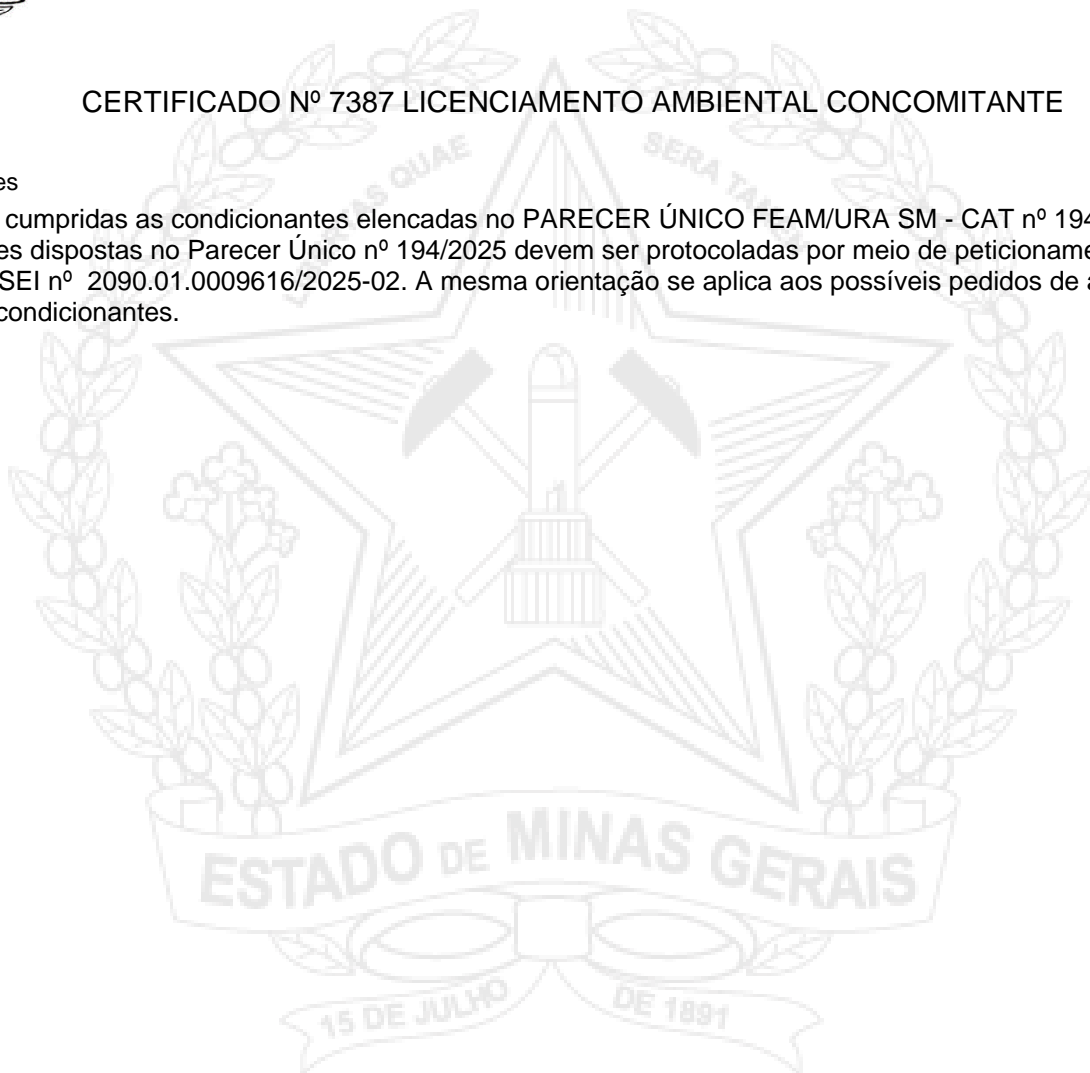 CERTIFICADO Nº 7387 LICENCIAMENTO AMBIENTAL CONCOMITANTE
es
cumpridas as condicionantes elencadas no PARECER ÚNICO FEAM/URA SM - CAT nº 194
es dispostas no Parecer Único nº 194/2025 devem ser protocoladas por meio de peticioname
SEI nº 2090.01.0009616/2025-02. A mesma orientação se aplica aos possíveis pedidos de a
condicionantes.
QUAE SERA TAMEN
ESTADO DE MINAS GERAIS
15 DE JULHO DE 1891